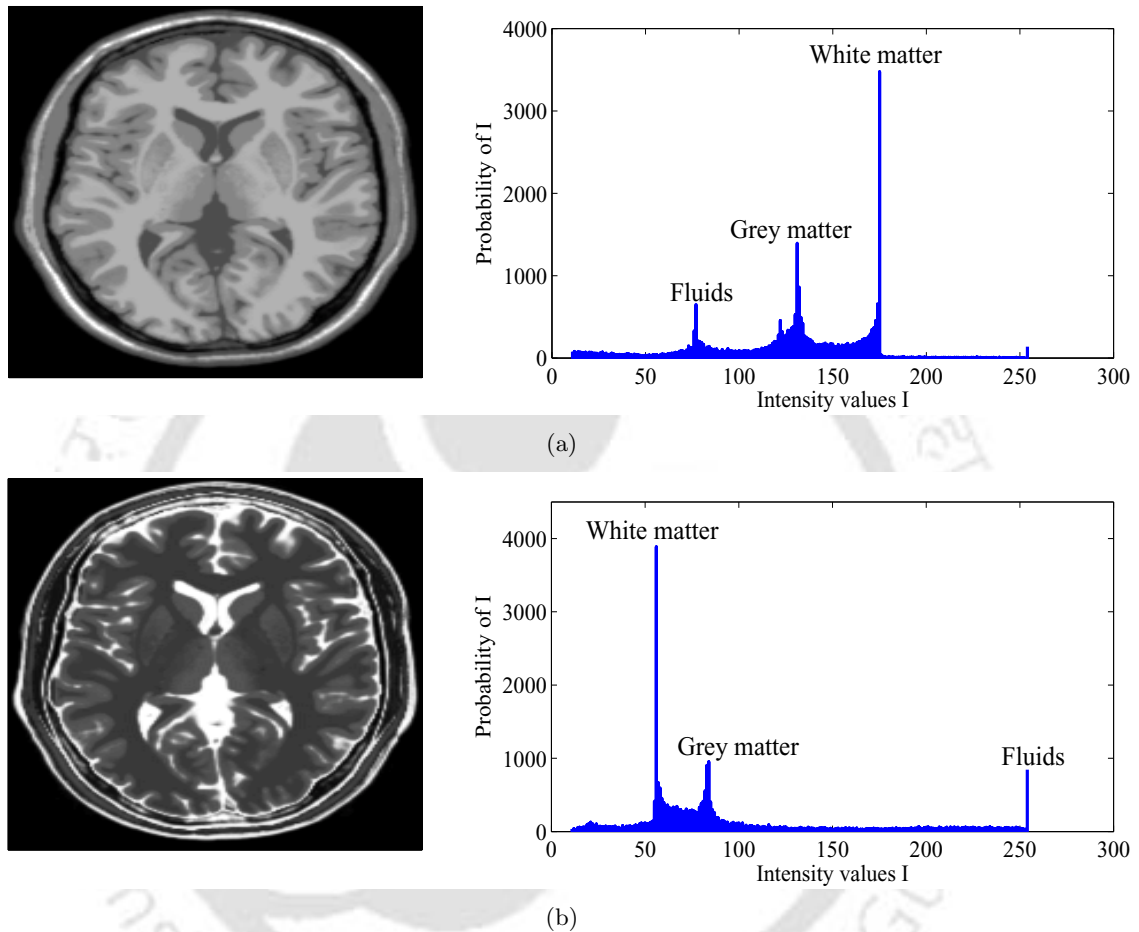 4000
3000
2000
1000
0
Probability of I
White matter
Grey matter
Fluids
0 50 100 150 200 250 300
Intensity values I
(a)
4000
3000
2000
1000
0
Probability of I
White matter
Grey matter
Fluids
0 50 100 150 200 250 300
Intensity values I
(b)